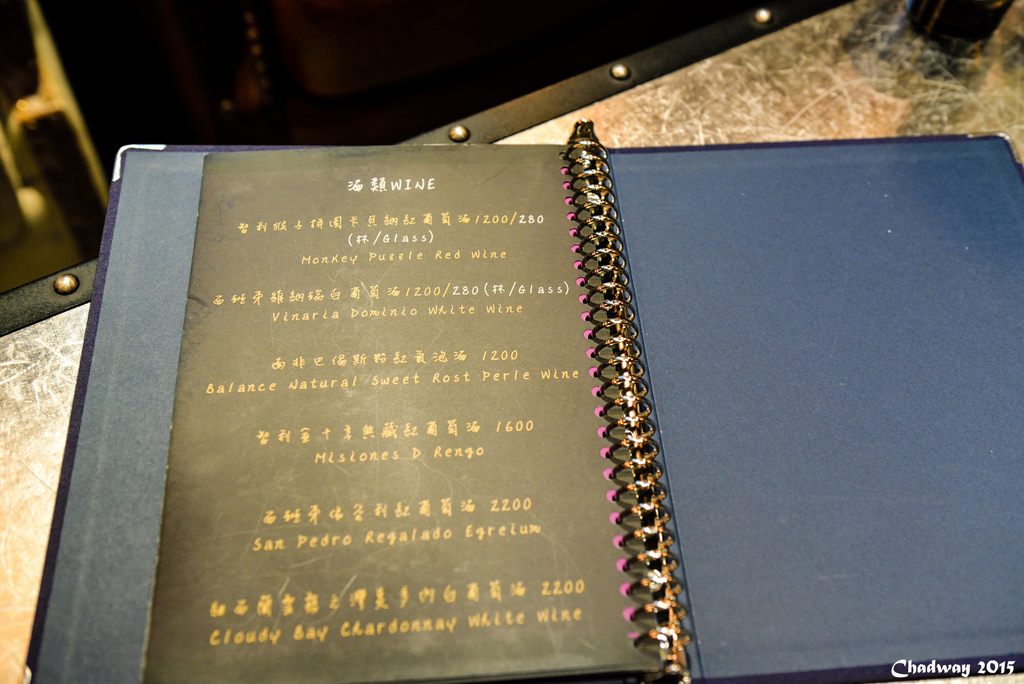 酒類WINE
智利猴子拼圖卡貝納紅葡萄酒1200/280
(杯/Glass)
Monkey Puzzle Red Wine
西班牙維納瑞白葡萄酒1200/280(杯/Glass)
Vinaria Dominio White Wine
南非巴倫斯粉紅氣泡酒 1200
Balance Natural Sweet Rost Perle Wine
智利金十字典藏紅葡萄酒 1600
Misiones D Rengo
西班牙 紅葡萄酒 2200
San Pedro Regalado Egreium
紐西蘭雲霧之灣夏多內白葡萄酒 2200
Cloudy Bay Chardonnay White Wine
Chadway 2015